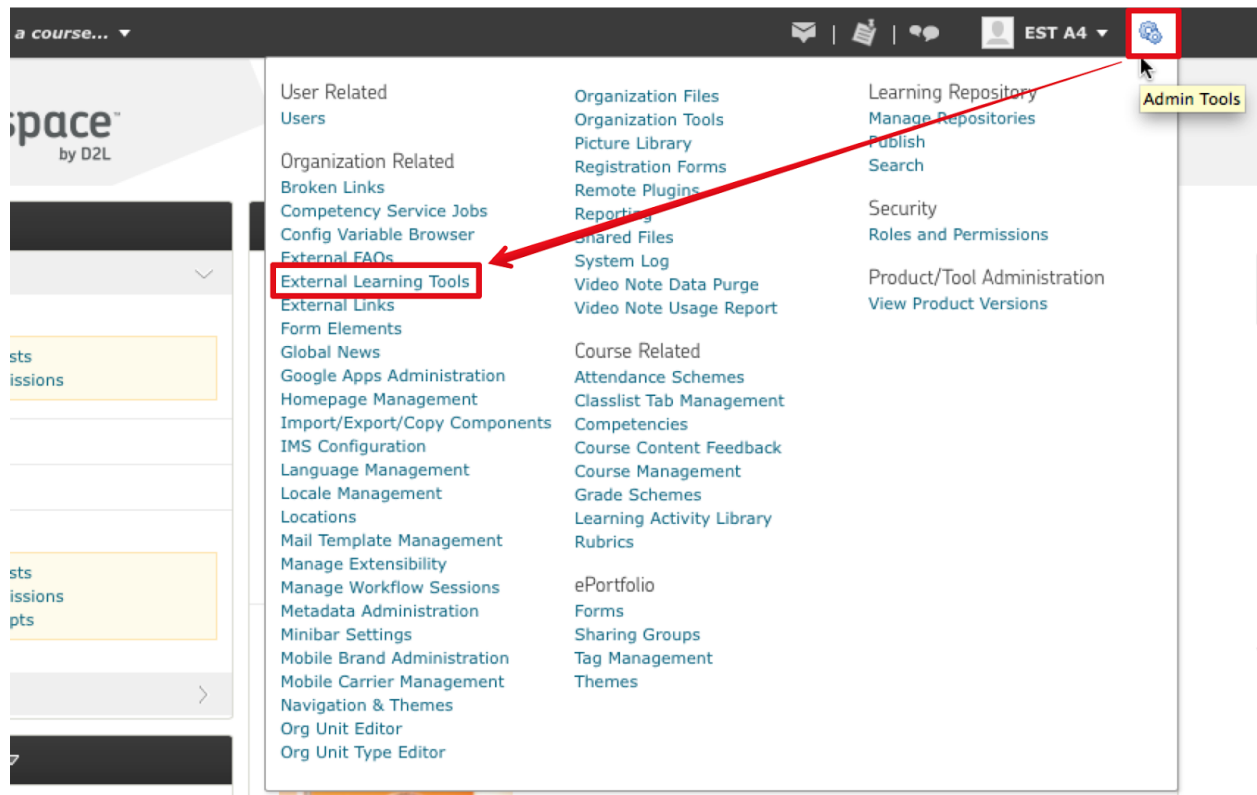 a course...
EST A4
Admin Tools
by D2L
User Related
Users
Organization Related
Broken Links
Competency Service Jobs
Config Variable Browser
External FAQs
External Learning Tools
External Links
Form Elements
Global News
Google Apps Administration
Homepage Management
Import/Export/Copy Components
IMS Configuration
Language Management
Locale Management
Locations
Mail Template Management
Manage Extensibility
Manage Workflow Sessions
Metadata Administration
Minibar Settings
Mobile Brand Administration
Mobile Carrier Management
Navigation & Themes
Org Unit Editor
Org Unit Type Editor
Organization Files
Organization Tools
Picture Library
Registration Forms
Remote Plugins
Reporting
Shared Files
System Log
Video Note Data Purge
Video Note Usage Report
Course Related
Attendance Schemes
Classlist Tab Management
Competencies
Course Content Feedback
Course Management
Grade Schemes
Learning Activity Library
Rubrics
ePortfolio
Forms
Sharing Groups
Tag Management
Themes
Learning Repository
Manage Repositories
Publish
Search
Security
Roles and Permissions
Product/Tool Administration
View Product Versions